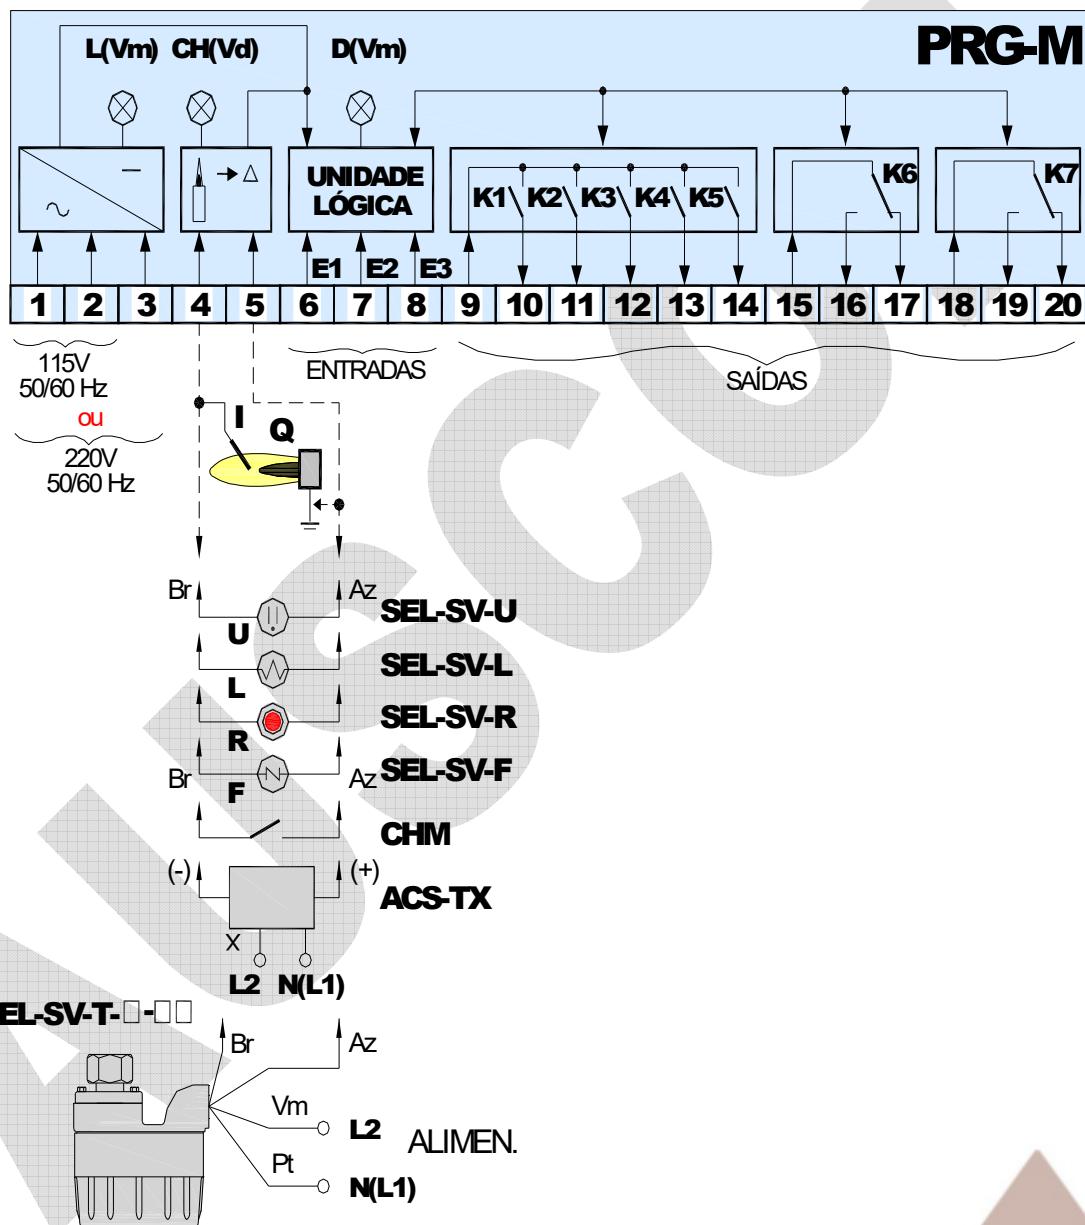 PRG-M
L(Vm) CH(Vd) D(Vm)
UNIDADE
LÓGICA
K1 K2 K3 K4 K5 K6 K7
E1 E2 E3
1 2 3 4 5 6 7 8 9 10 11 12 13 14 15 16 17 18 19 20
115V
50/60 Hz
ou
220V
50/60 Hz
ENTRADAS
SAÍDAS
I Q
Br Az
U SEL-SV-U
L SEL-SV-L
R SEL-SV-R
Br Az
F SEL-SV-F
CHM
(-) (+)
ACS-TX
X
L2 N(L1)
EL-SV-T-□-□□
Br Az
Vm
L2 ALIMEN.
Pt
N(L1)
AUSCO